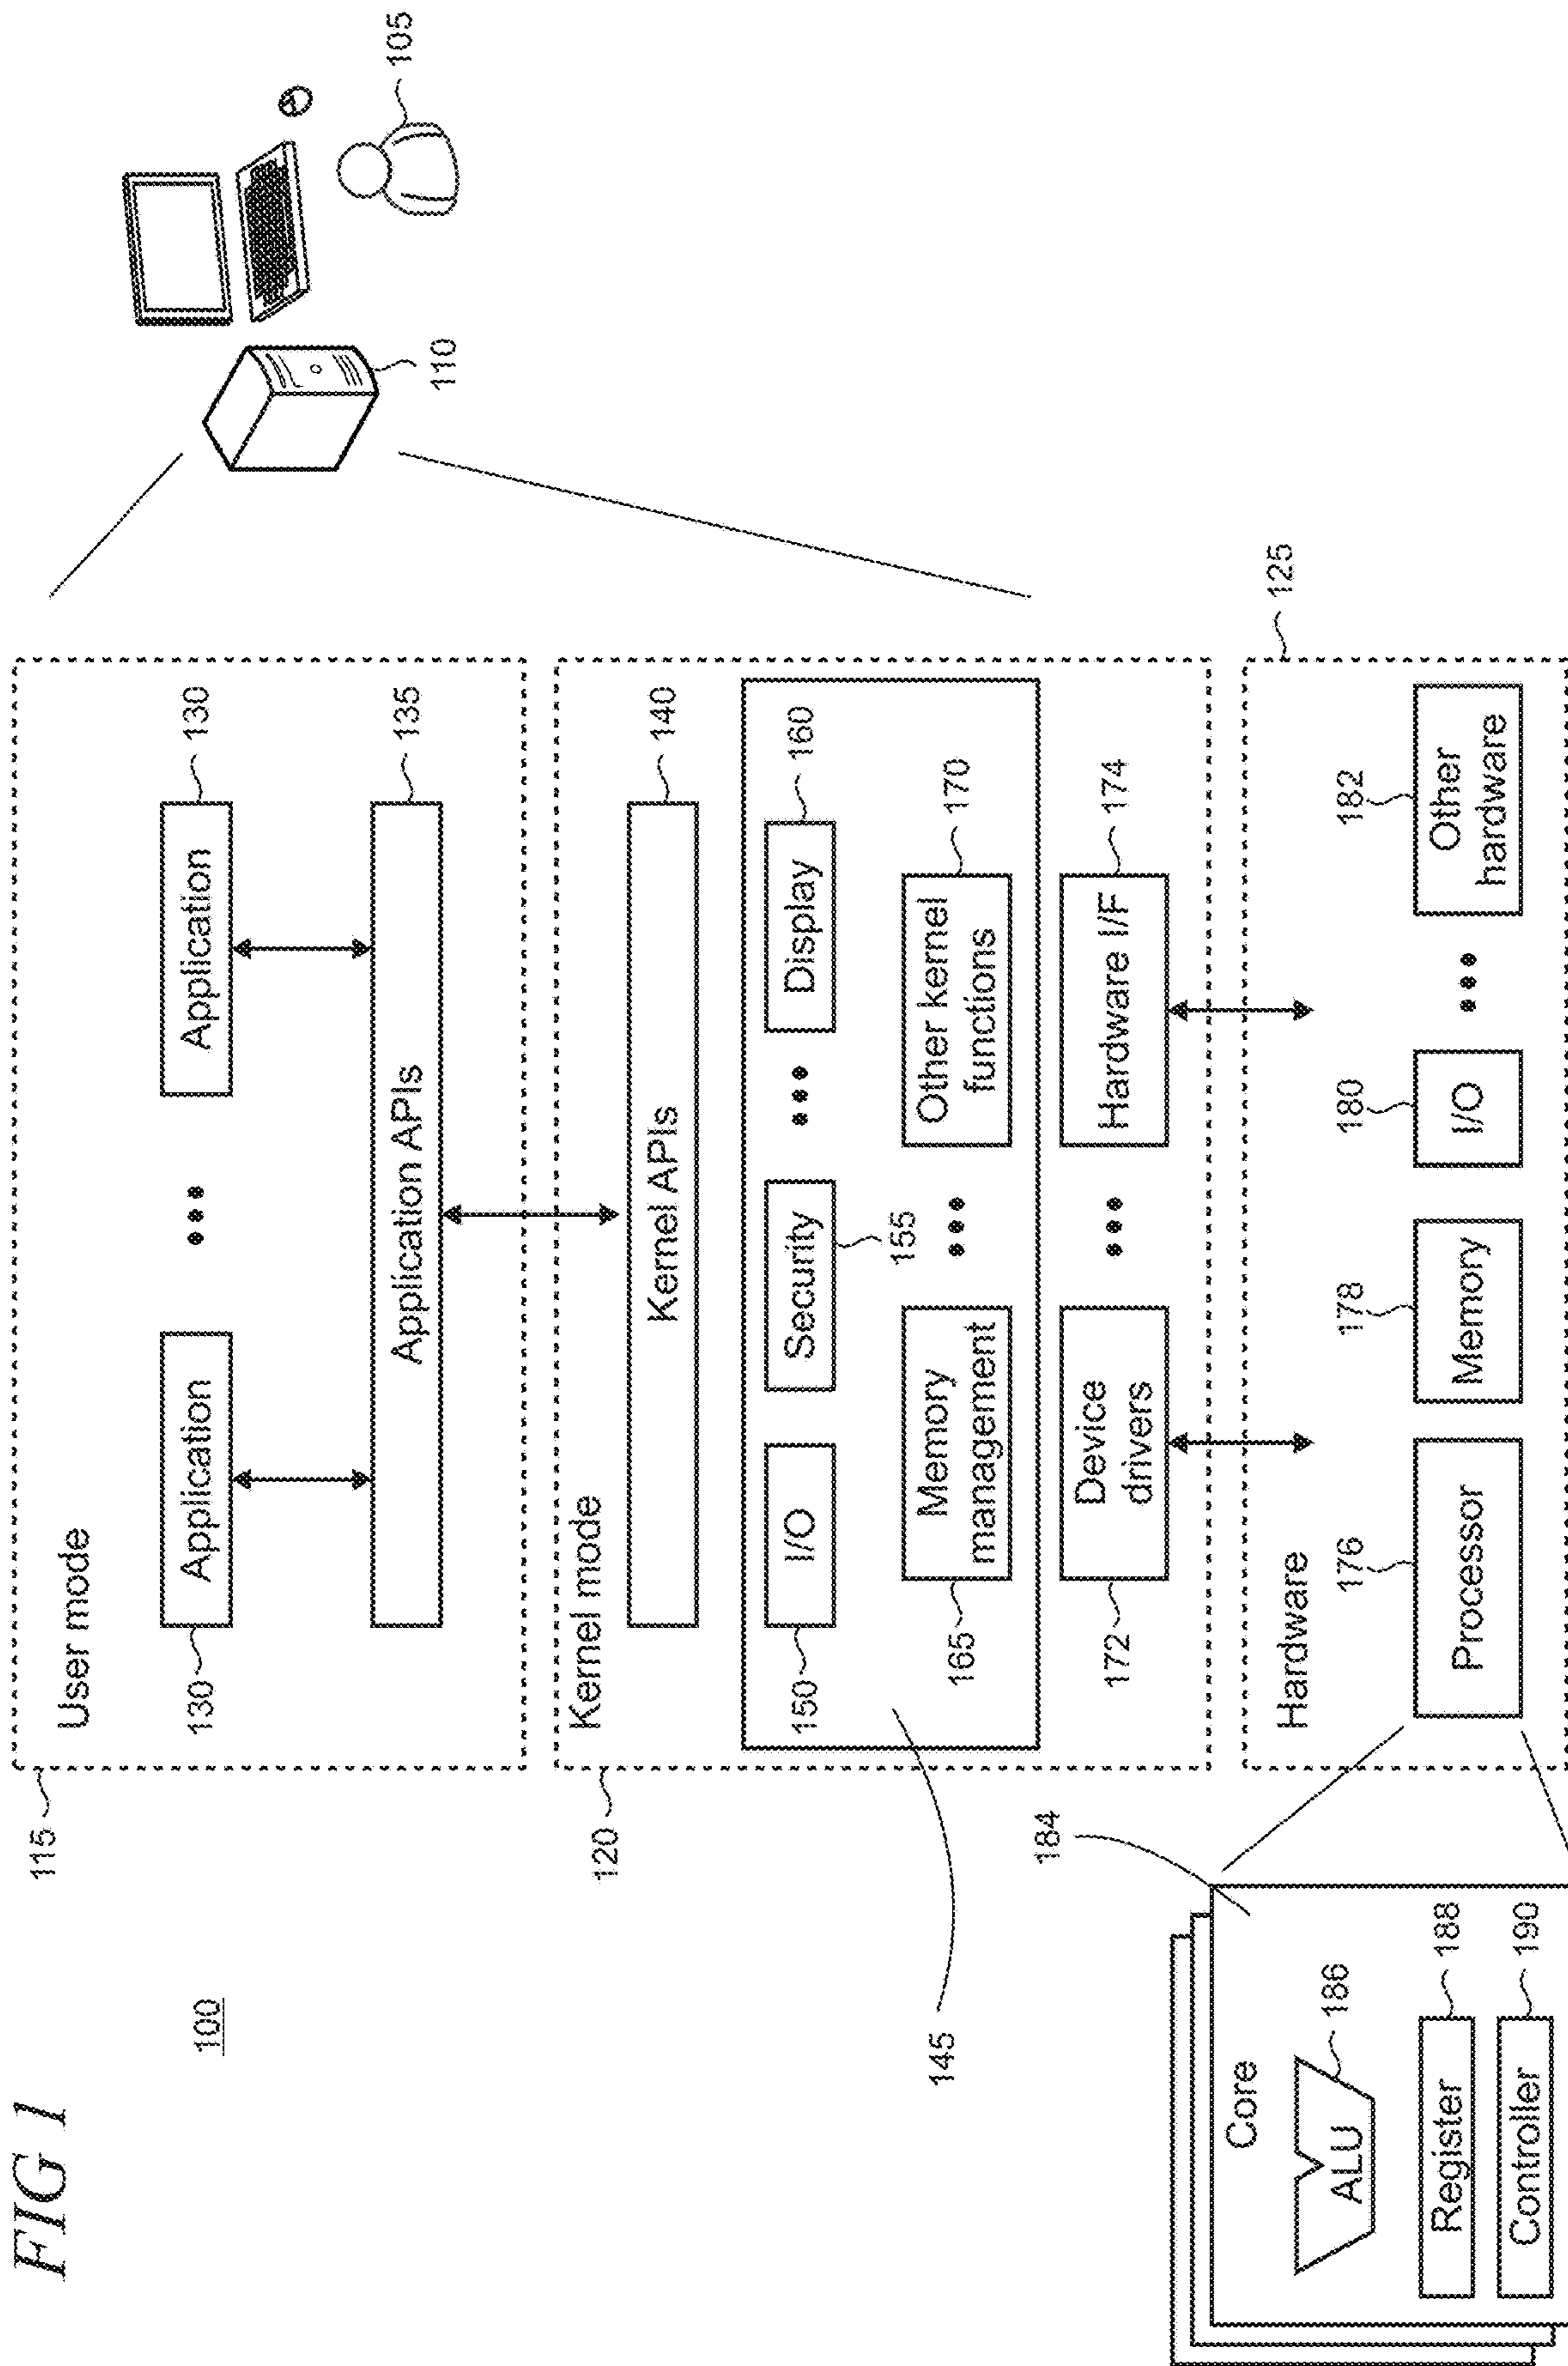 FIG 1
100
105
110
115
User mode
130
Application
Application
130
Application APIs
135
120
Kernel mode
Kernel APIs
140
145
150
I/O
Security
155
Display
160
165
Memory
management
Other kernel
functions
170
172
Device
drivers
Hardware I/F
174
125
Hardware
176
Processor
178
Memory
180
I/O
182
Other
hardware
184
Core
ALU
186
Register
188
Controller
190